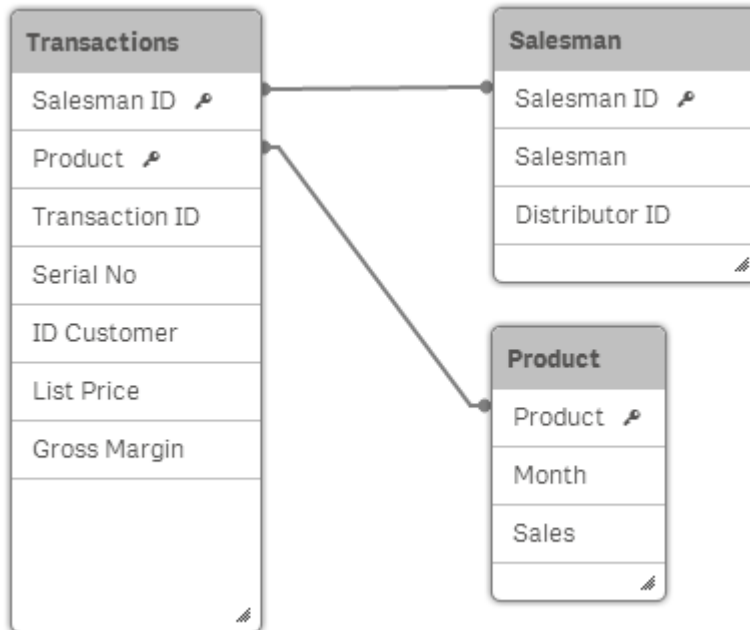 Transactions
Salesman ID
Product
Transaction ID
Serial No
ID Customer
List Price
Gross Margin
Salesman
Salesman ID
Salesman
Distributor ID
Product
Product
Month
Sales